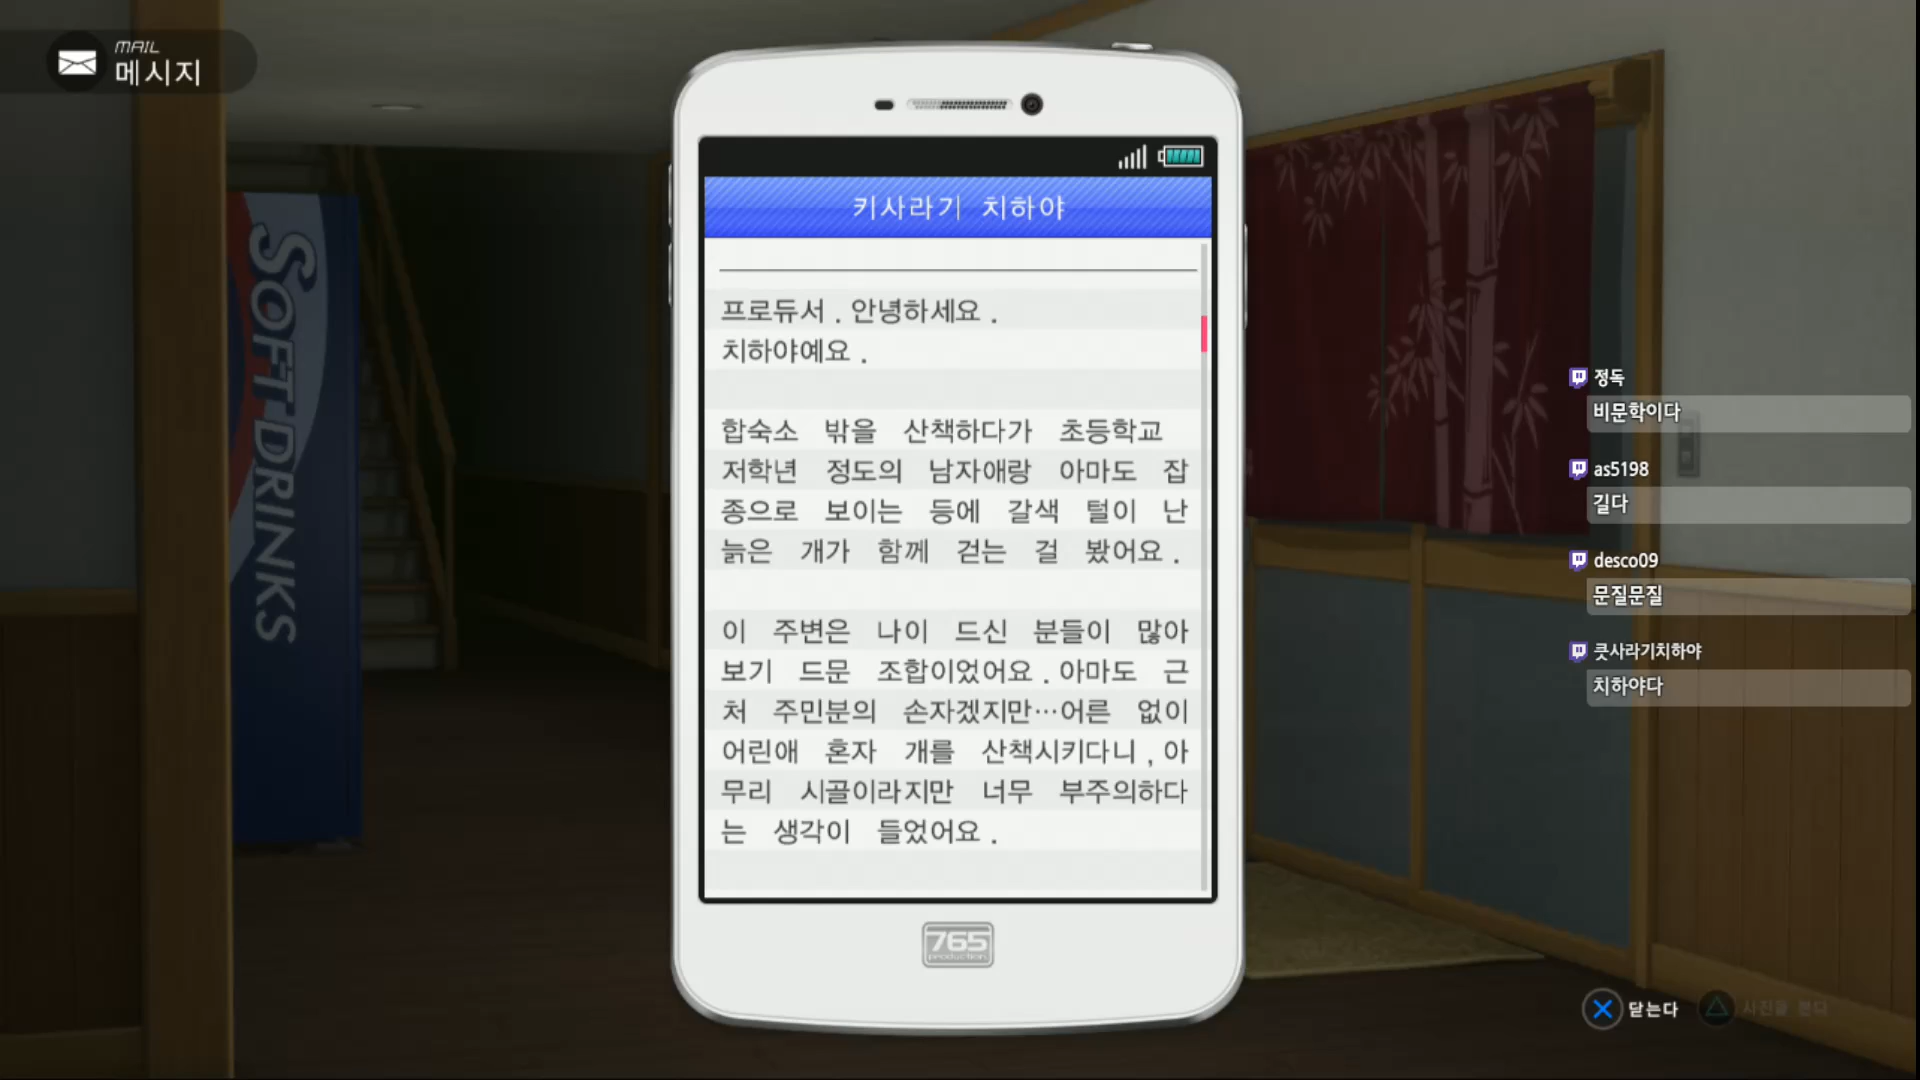 MAIL
메시지
SOFTDRINKS
키사라기 치하야
프로듀서. 안녕하세요.
치하야예요.
합숙소 밖을 산책하다가 초등학교
저학년 정도의 남자애랑 아마도 잡
종으로 보이는 등에 갈색 털이 난
늙은 개가 함께 걷는 걸 봤어요.
이 주변은 나이 드신 분들이 많아
보기 드문 조합이었어요. 아마도 근
처 주민분의 손자겠지만…어른 없이
어린애 혼자 개를 산책시키다니, 아
무리 시골이라지만 너무 부주의하다
는 생각이 들었어요.
765
production
정독
비문학이다
as5198
길다
desco09
문질문질
큿사라기치하야
치하야다
닫는다
사진을 본다